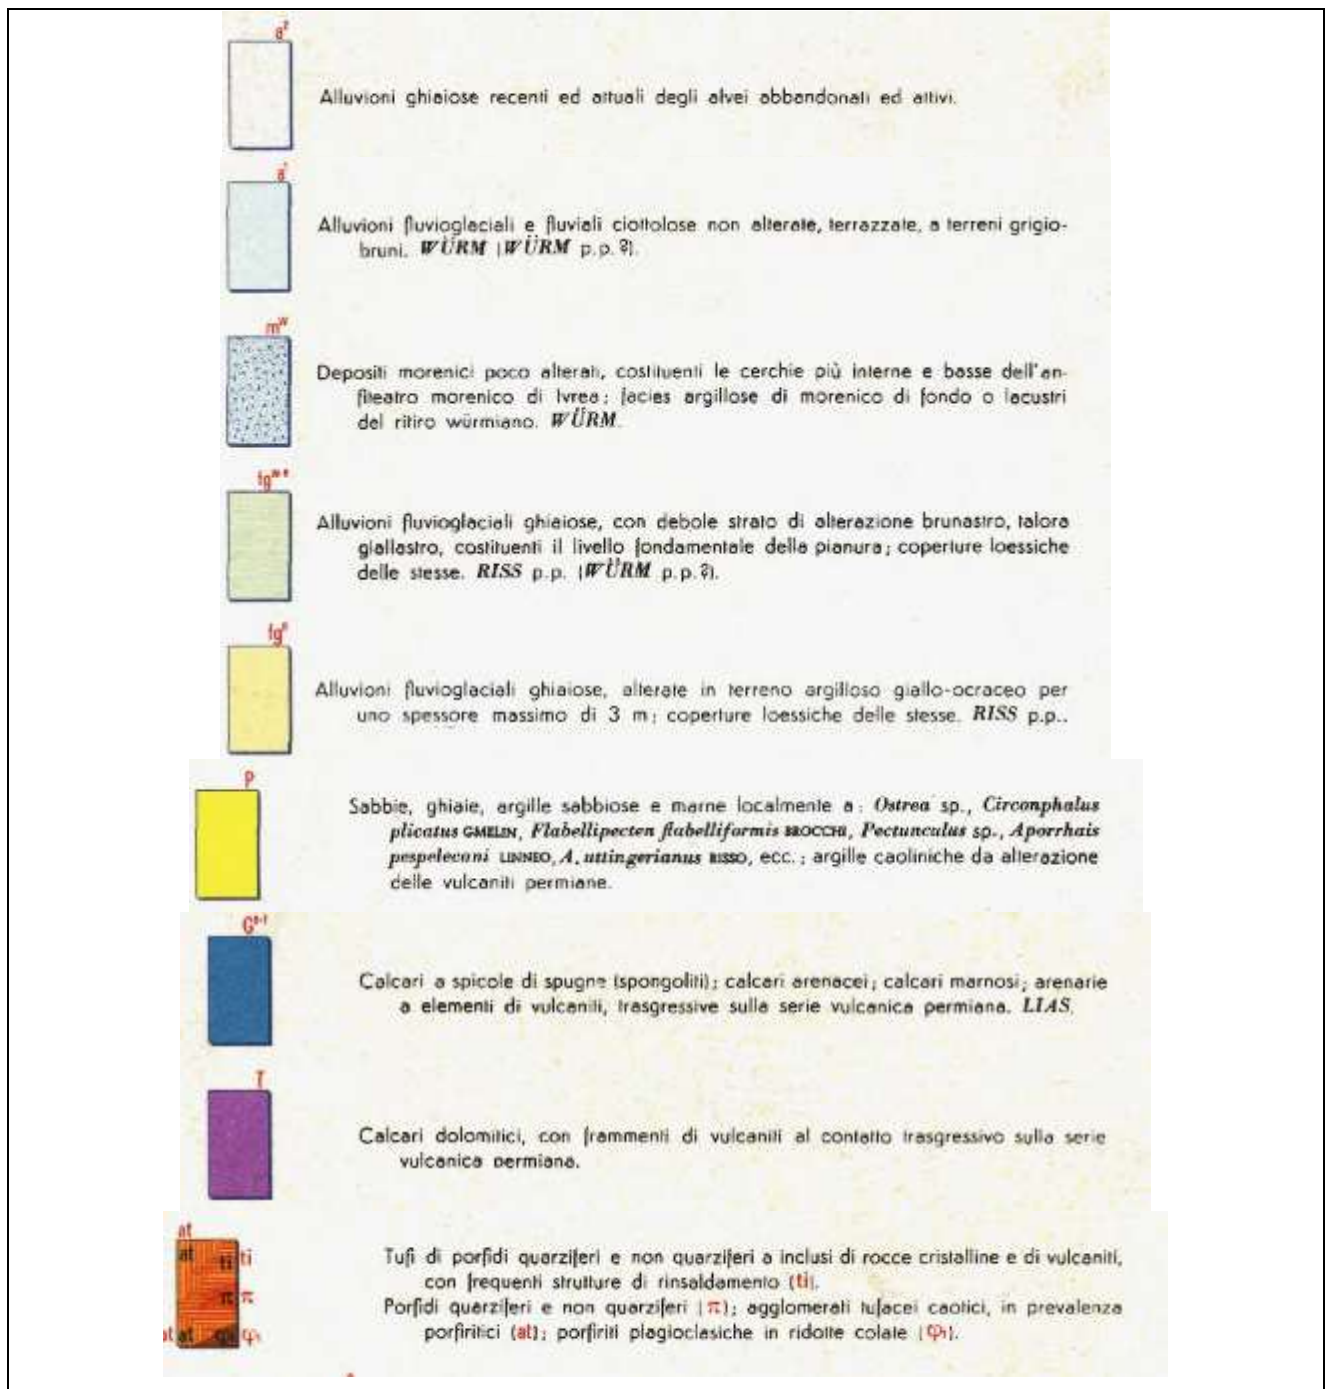 a²
Alluvioni ghiaiose recenti ed attuali degli alvei abbandonati ed attivi.
a¹
Alluvioni fluvioglaciali e fluviali ciottolose non alterate, terrazzate, a terreni grigio-
bruni. WÜRM (WÜRM p.p.?).
mᵂ
Depositi morenici poco alterati, costituenti le cerchie più interne e basse dell'an-
fiteatro morenico di Ivrea; facies argillose di morenico di fondo o lacustri
del ritiro würmiano. WÜRM.
fgʷ⁻ᴿ
Alluvioni fluvioglaciali ghiaiose, con debole strato di alterazione brunastro, talora
giallastro, costituenti il livello fondamentale della pianura; coperture loessiche
delle stesse. RISS p.p. (WÜRM p.p.?).
fgᴿ
Alluvioni fluvioglaciali ghiaiose, alterate in terreno argilloso giallo-ocraceo per
uno spessore massimo di 3 m; coperture loessiche delle stesse. RISS p.p..
P
Sabbie, ghiaie, argille sabbiose e marne localmente a: Ostrea sp., Circonphalus
plicatus GMELIN, Flabellipecten flabelliformis BROCCHI, Pectunculus sp., Aporrhais
pespelecani LINNEO, A. uttingerianus RISSO, ecc.; argille caoliniche da alterazione
delle vulcaniti permiane.
G
Calcari a spicole di spugne (spongoliti); calcari arenacei; calcari marnosi; arenarie
a elementi di vulcaniti, trasgressive sulla serie vulcanica permiana. LIAS.
T
Calcari dolomitici, con frammenti di vulcaniti al contatto trasgressivo sulla serie
vulcanica permiana.
at
at ti ti
π π
at at φ₁ φ₁
Tufi di porfidi quarziferi e non quarziferi a inclusi di rocce cristalline e di vulcaniti,
con frequenti strutture di rinsaldamento (ti).
Porfidi quarziferi e non quarziferi (π); agglomerati tufacei caotici, in prevalenza
porfiritici (at); porfiriti plagioclasiche in ridotte colate (φ₁).